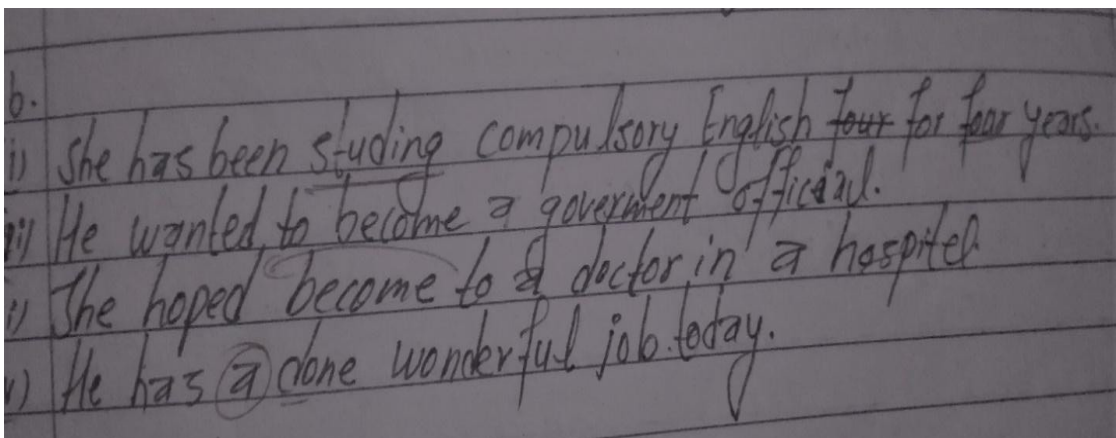 b.
i) She has been studing compulsory English four for four years.
ii) He wanted to become a goverment official.
i) She hoped become to a doctor in a hospitel.
v) He has a done wonderful job today.